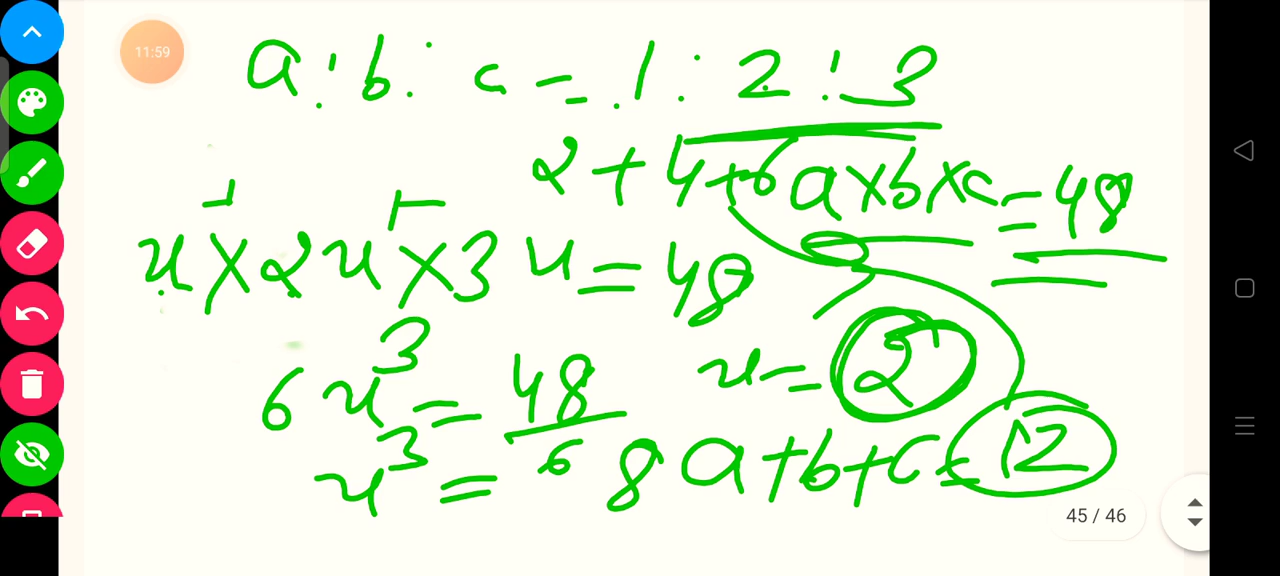 11:59
a : b : c = 1 : 2 : 3
2 + 4 + 6 a × b × c = 48
x × 2x × 3x = 48
6x³ = 48/6 x = 2
x³ = 8 a + b + c = 12
45 / 46